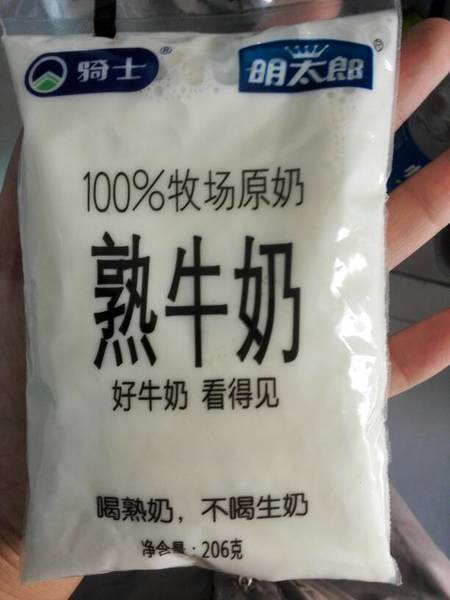 骑士® 明太郎®
100%牧场原奶
熟牛奶
好牛奶 看得见
喝熟奶，不喝生奶
净含量：206克